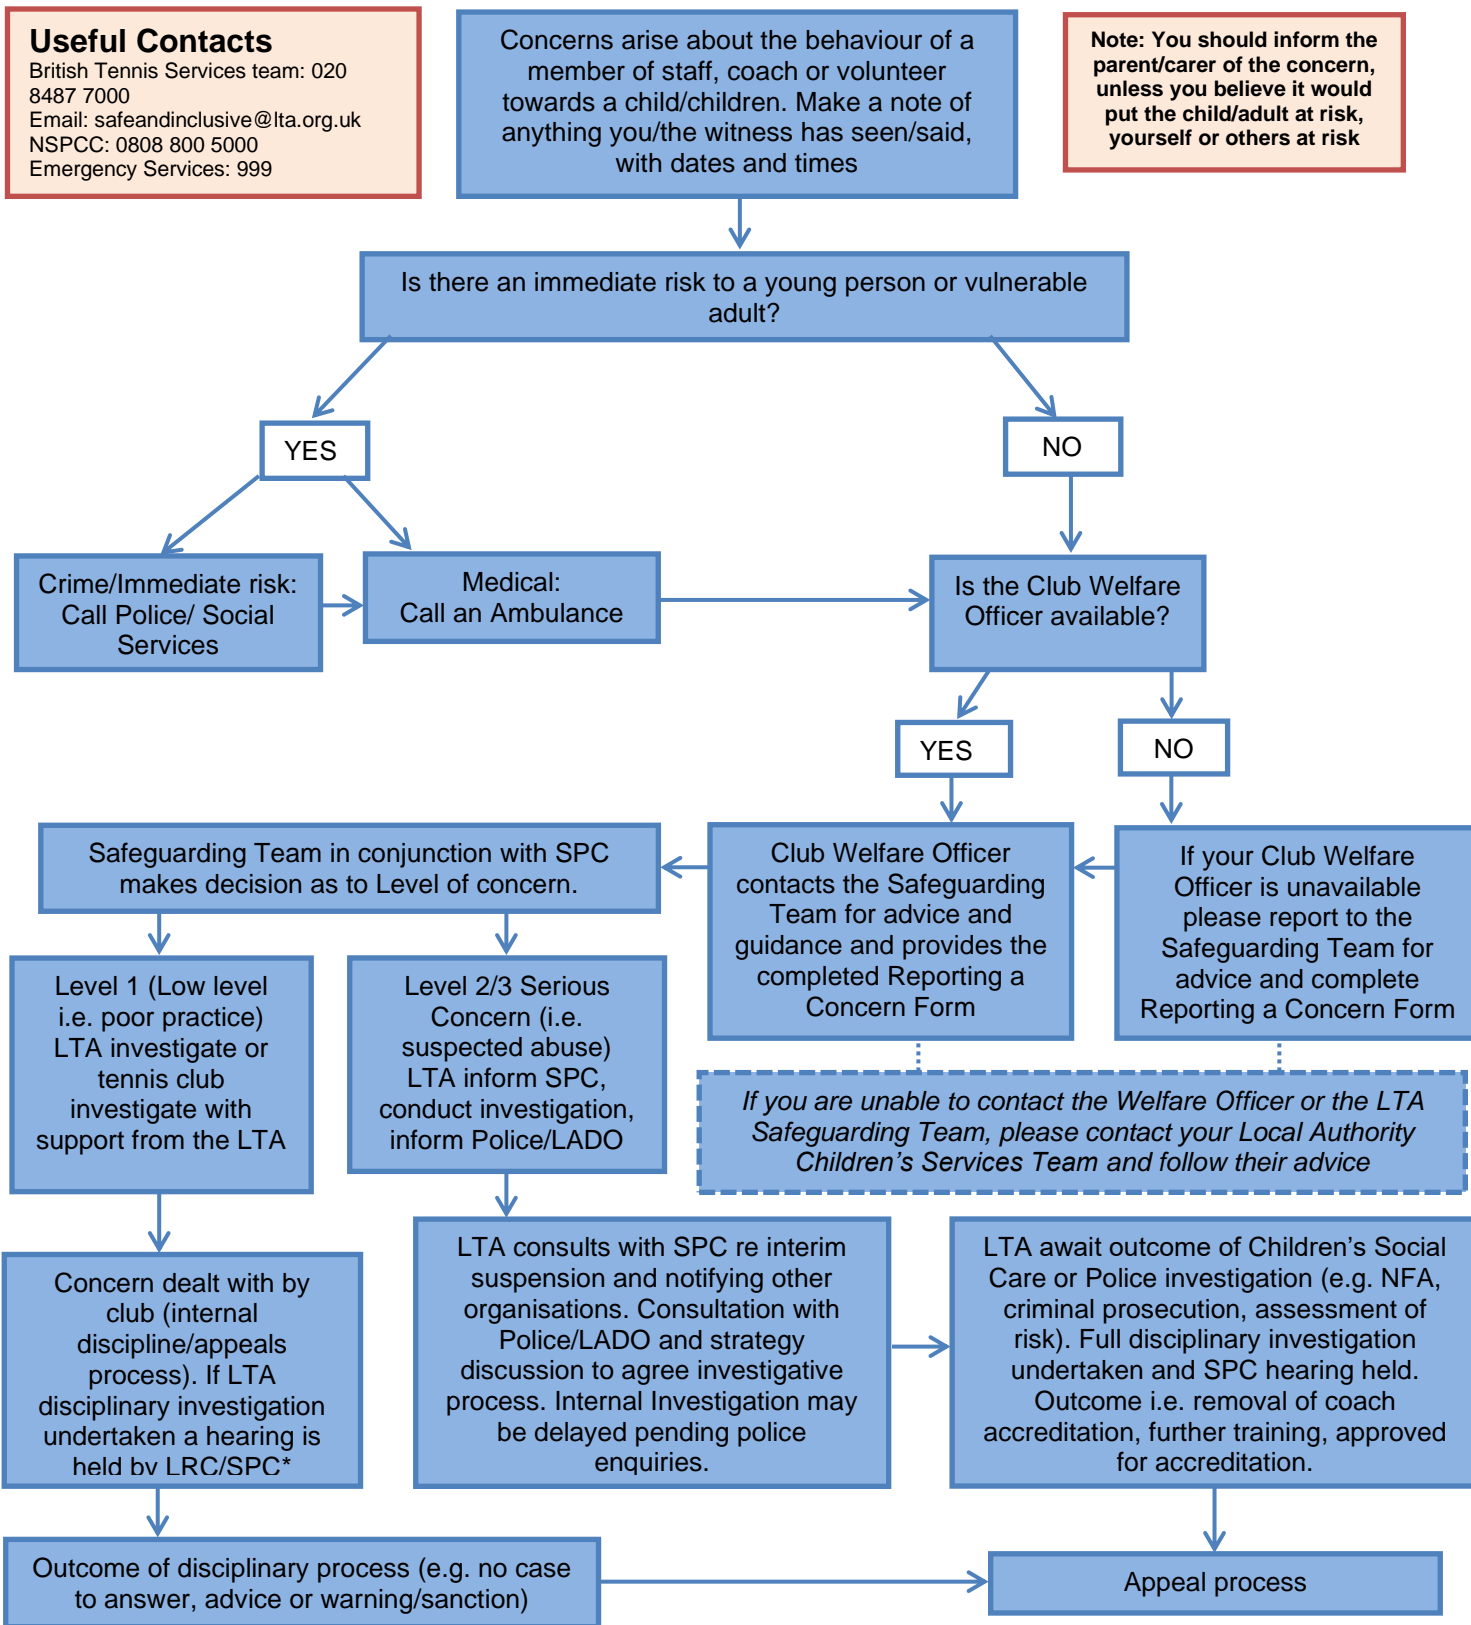 Useful Contacts
British Tennis Services team: 020
8487 7000
Email: safeandinclusive@lta.org.uk
NSPCC: 0808 800 5000
Emergency Services: 999
Concerns arise about the behaviour of a
member of staff, coach or volunteer
towards a child/children. Make a note of
anything you/the witness has seen/said,
with dates and times
Note: You should inform the
parent/carer of the concern,
unless you believe it would
put the child/adult at risk,
yourself or others at risk
Is there an immediate risk to a young person or vulnerable
adult?
YES
NO
Crime/Immediate risk:
Call Police/ Social
Services
Medical:
Call an Ambulance
Is the Club Welfare
Officer available?
YES
NO
Safeguarding Team in conjunction with SPC
makes decision as to Level of concern.
Club Welfare Officer
contacts the Safeguarding
Team for advice and
guidance and provides the
completed Reporting a
Concern Form
If your Club Welfare
Officer is unavailable
please report to the
Safeguarding Team for
advice and complete
Reporting a Concern Form
Level 1 (Low level
i.e. poor practice)
LTA investigate or
tennis club
investigate with
support from the LTA
Level 2/3 Serious
Concern (i.e.
suspected abuse)
LTA inform SPC,
conduct investigation,
inform Police/LADO
If you are unable to contact the Welfare Officer or the LTA
Safeguarding Team, please contact your Local Authority
Children's Services Team and follow their advice
Concern dealt with by
club (internal
discipline/appeals
process). If LTA
disciplinary investigation
undertaken a hearing is
held by LRC/SPC*
LTA consults with SPC re interim
suspension and notifying other
organisations. Consultation with
Police/LADO and strategy
discussion to agree investigative
process. Internal Investigation may
be delayed pending police
enquiries.
LTA await outcome of Children's Social
Care or Police investigation (e.g. NFA,
criminal prosecution, assessment of
risk). Full disciplinary investigation
undertaken and SPC hearing held.
Outcome i.e. removal of coach
accreditation, further training, approved
for accreditation.
Outcome of disciplinary process (e.g. no case
to answer, advice or warning/sanction)
Appeal process